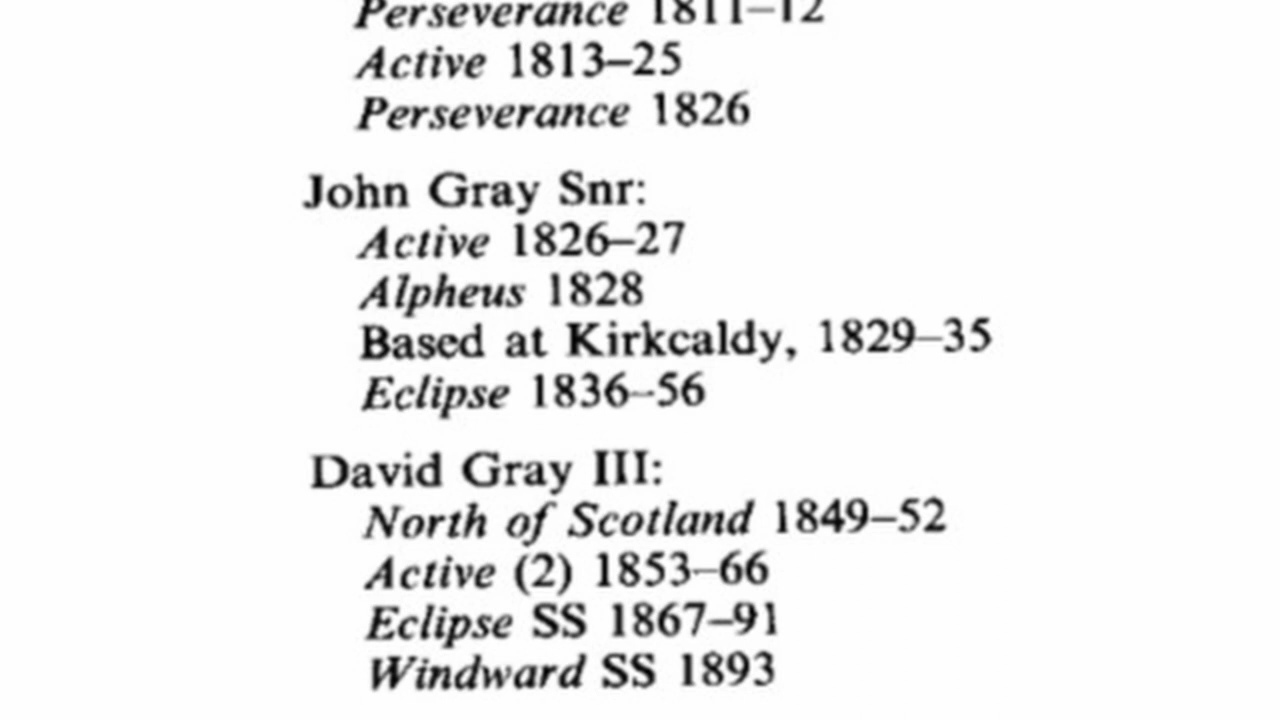 Perseverance 1811–12
Active 1813–25
Perseverance 1826
John Gray Snr:
Active 1826–27
Alpheus 1828
Based at Kirkcaldy, 1829–35
Eclipse 1836–56
David Gray III:
North of Scotland 1849–52
Active (2) 1853–66
Eclipse SS 1867–91
Windward SS 1893